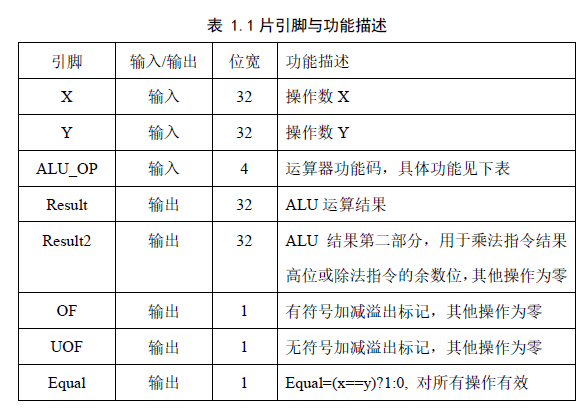 表 1.1片引脚与功能描述
引脚 输入/输出 位宽 功能描述
X 输入 32 操作数 X
Y 输入 32 操作数 Y
ALU_OP 输入 4 运算器功能码，具体功能见下表
Result 输出 32 ALU 运算结果
Result2 输出 32 ALU 结果第二部分，用于乘法指令结果
高位或除法指令的余数位，其他操作为零
OF 输出 1 有符号加减溢出标记，其他操作为零
UOF 输出 1 无符号加减溢出标记，其他操作为零
Equal 输出 1 Equal=(x==y)?1:0, 对所有操作有效